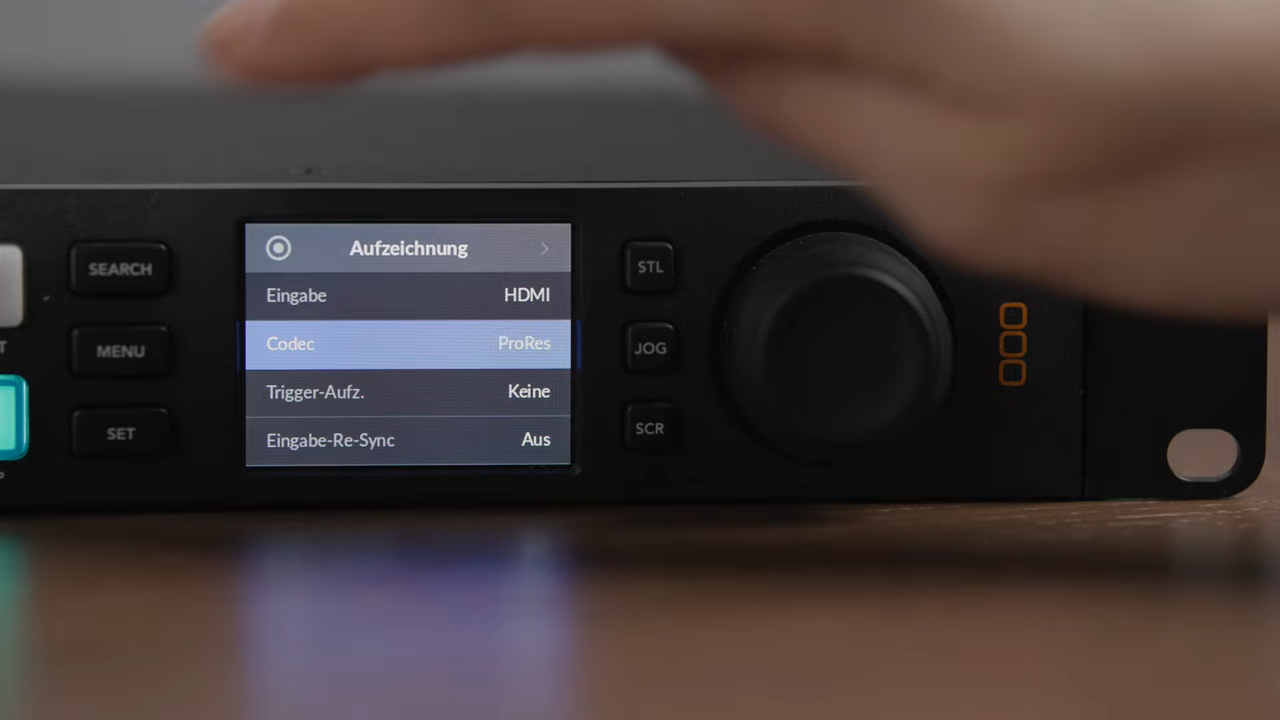 Aufzeichnung
Eingabe HDMI
Codec ProRes
Trigger-Aufz. Keine
Eingabe-Re-Sync Aus
SEARCH
MENU
SET
STL
JOG
SCR
T
P